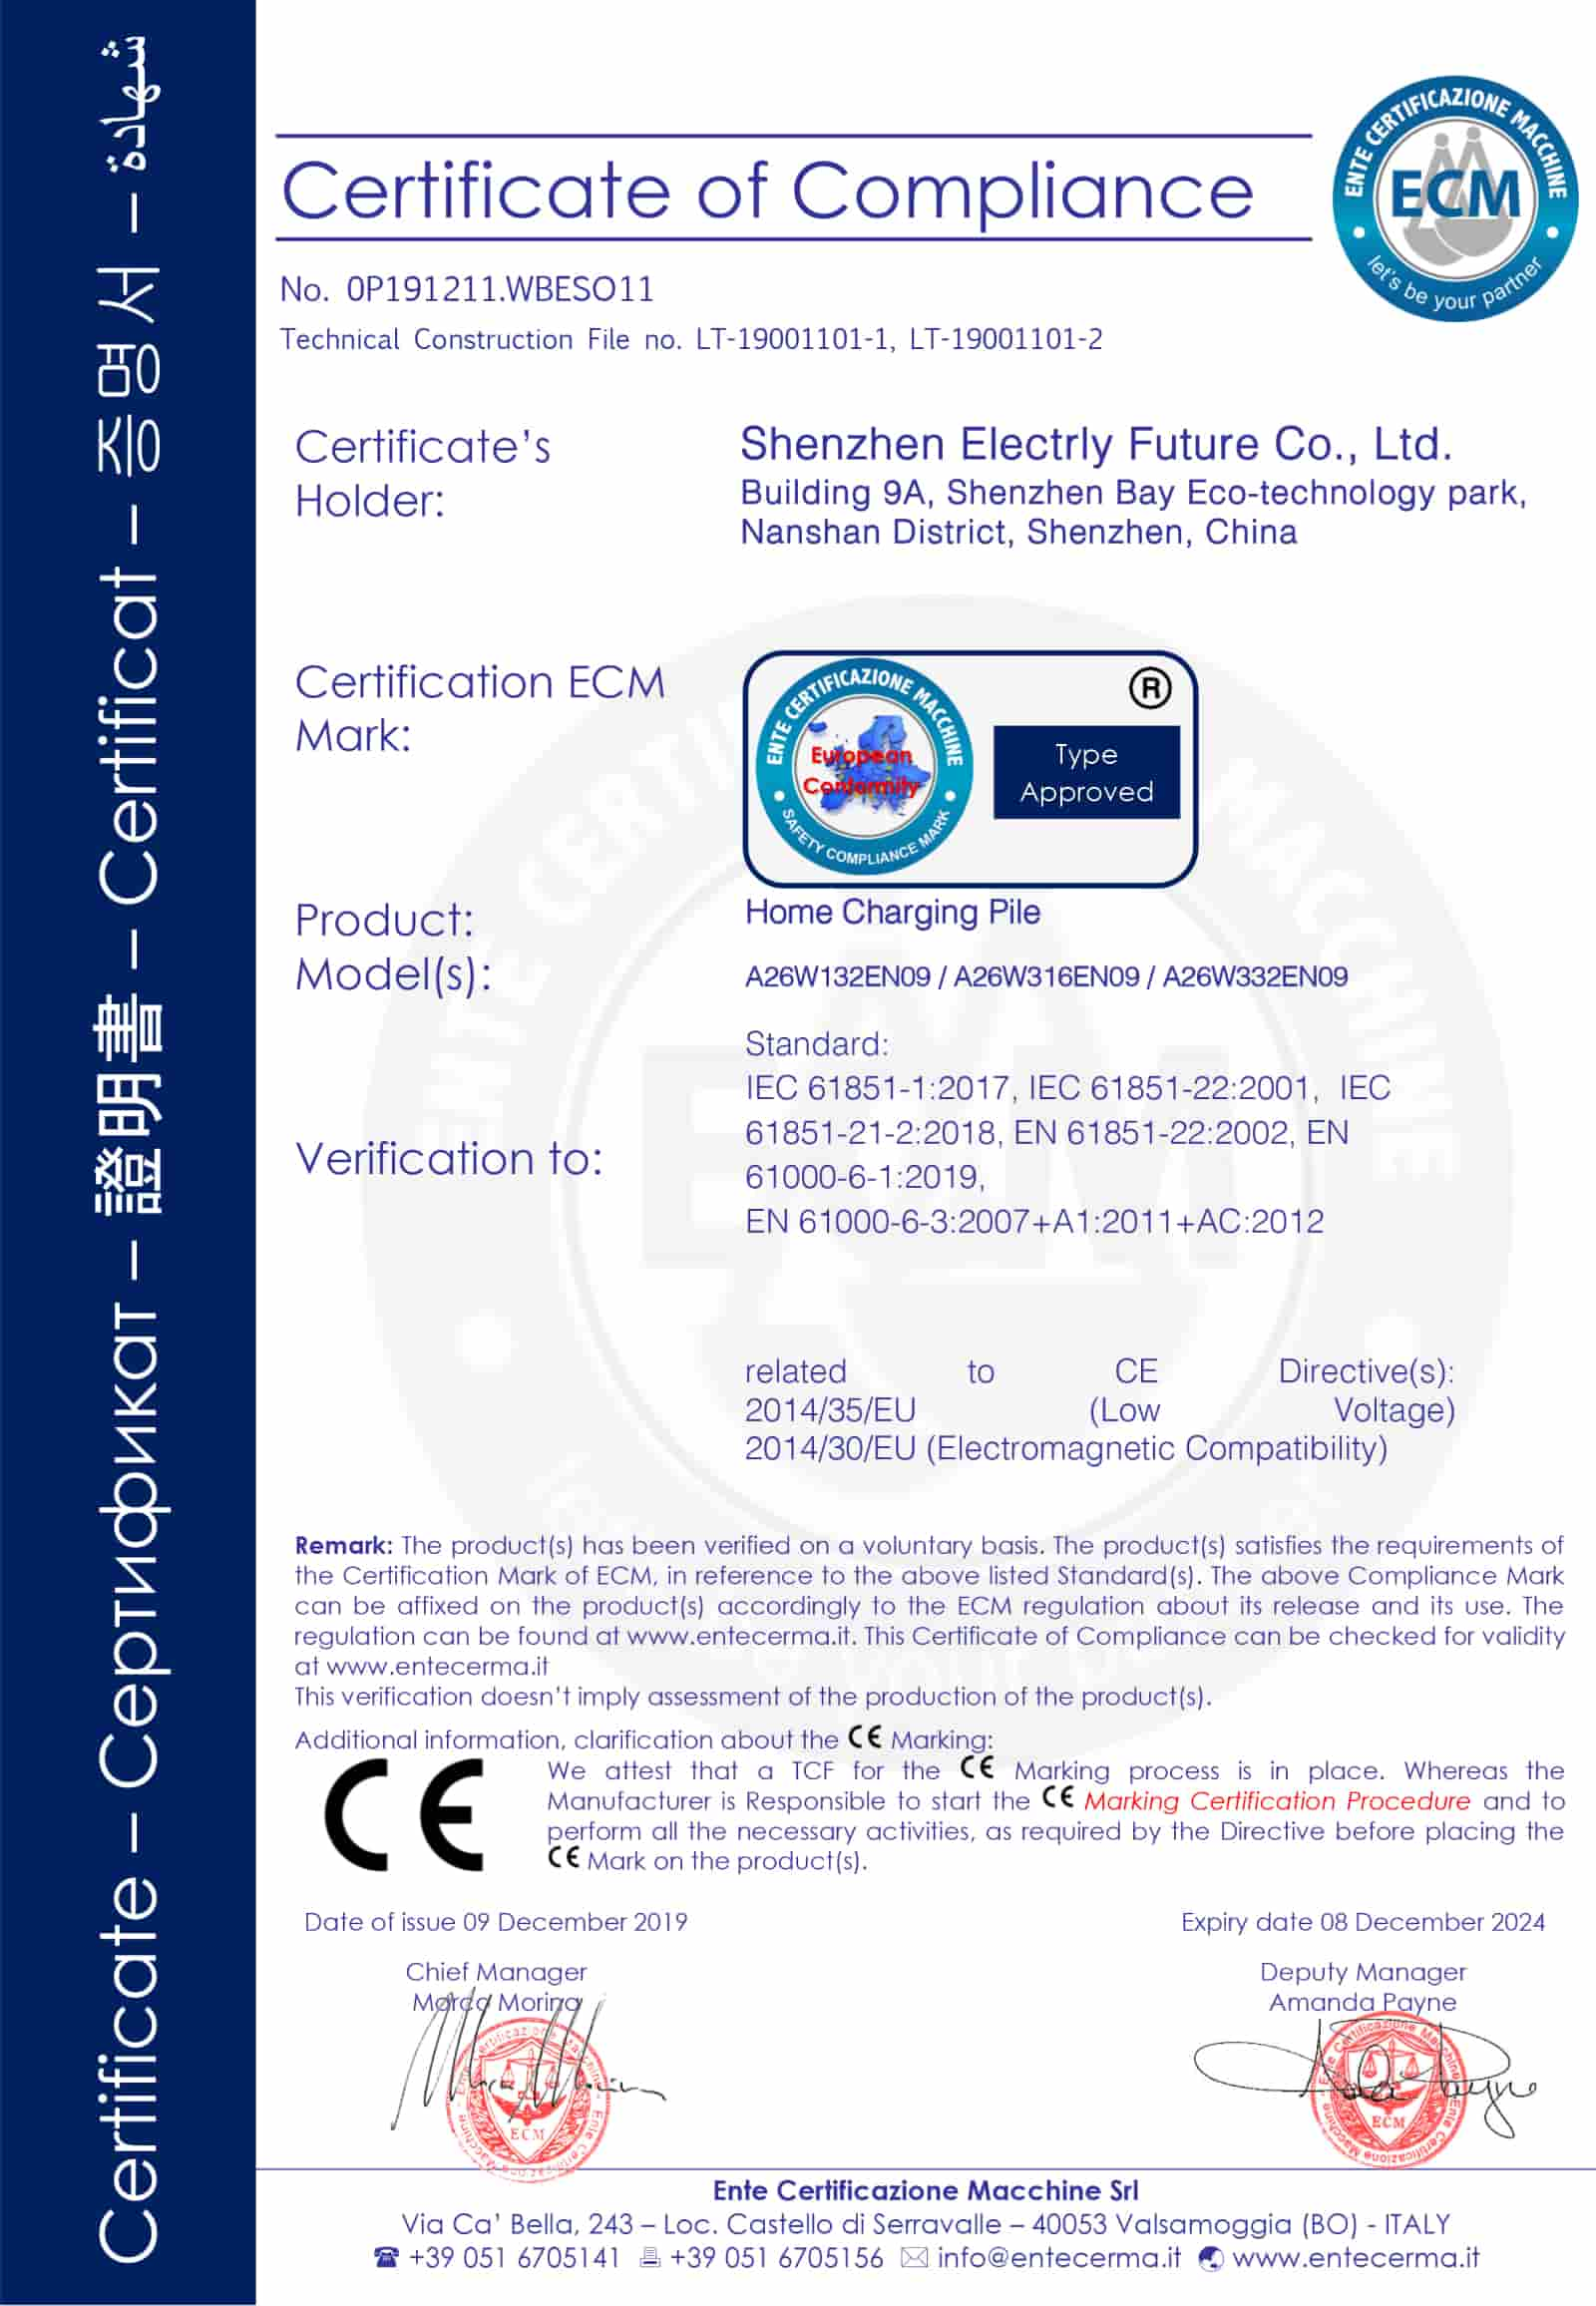 Certificate – Сертификат – 證明書 – Certificat – 증명서 – شهادة
ENTE CERTIFICAZIONE MACCHINE
ECM
let's be your partner
Certificate of Compliance
No. 0P191211.WBESO11
Technical Construction File no. LT-19001101-1, LT-19001101-2
Certificate's
Holder:
Shenzhen Electrly Future Co., Ltd.
Building 9A, Shenzhen Bay Eco-technology park,
Nanshan District, Shenzhen, China
Certification ECM
Mark:
ENTE CERTIFICAZIONE MACCHINE
European
Conformity
SAFETY COMPLIANCE MARK
®
Type
Approved
Product:
Home Charging Pile
Model(s):
A26W132EN09 / A26W316EN09 / A26W332EN09
Verification to:
Standard:
IEC 61851-1:2017, IEC 61851-22:2001, IEC
61851-21-2:2018, EN 61851-22:2002, EN
61000-6-1:2019,
EN 61000-6-3:2007+A1:2011+AC:2012
related to CE Directive(s):
2014/35/EU (Low Voltage)
2014/30/EU (Electromagnetic Compatibility)
Remark: The product(s) has been verified on a voluntary basis. The product(s) satisfies the requirements of
the Certification Mark of ECM, in reference to the above listed Standard(s). The above Compliance Mark
can be affixed on the product(s) accordingly to the ECM regulation about its release and its use. The
regulation can be found at www.entecerma.it. This Certificate of Compliance can be checked for validity
at www.entecerma.it
This verification doesn't imply assessment of the production of the product(s).
Additional information, clarification about the CE Marking:
CE
We attest that a TCF for the CE Marking process is in place. Whereas the
Manufacturer is Responsible to start the CE Marking Certification Procedure and to
perform all the necessary activities, as required by the Directive before placing the
CE Mark on the product(s).
Date of issue 09 December 2019
Expiry date 08 December 2024
Chief Manager
Marco Morina
Deputy Manager
Amanda Payne
ECM
ECM
Ente Certificazione Macchine Srl
Via Ca' Bella, 243 – Loc. Castello di Serravalle – 40053 Valsamoggia (BO) - ITALY
+39 051 6705141 +39 051 6705156 info@entecerma.it www.entecerma.it